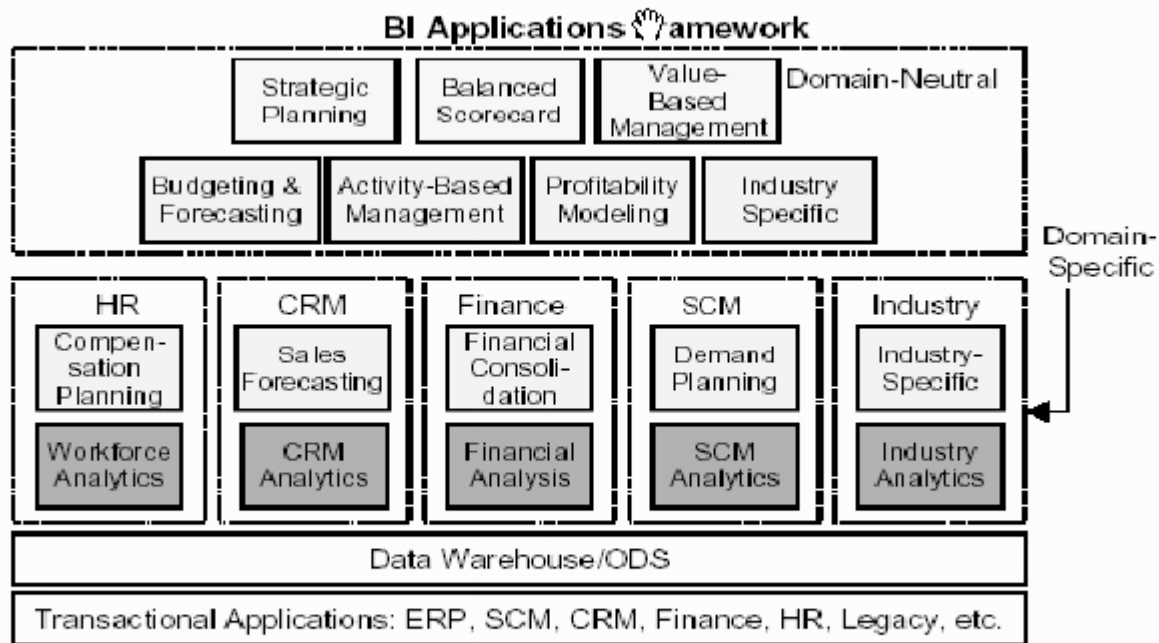 BI Applications amework
Domain-Neutral
Strategic
Planning
Balanced
Scorecard
Value-
Based
Management
Budgeting &
Forecasting
Activity-Based
Management
Profitability
Modeling
Industry
Specific
Domain-
Specific
HR
Compen-
sation
Planning
Workforce
Analytics
CRM
Sales
Forecasting
CRM
Analytics
Finance
Financial
Consoli-
dation
Financial
Analysis
SCM
Demand
Planning
SCM
Analytics
Industry
Industry-
Specific
Industry
Analytics
Data Warehouse/ODS
Transactional Applications: ERP, SCM, CRM, Finance, HR, Legacy, etc.